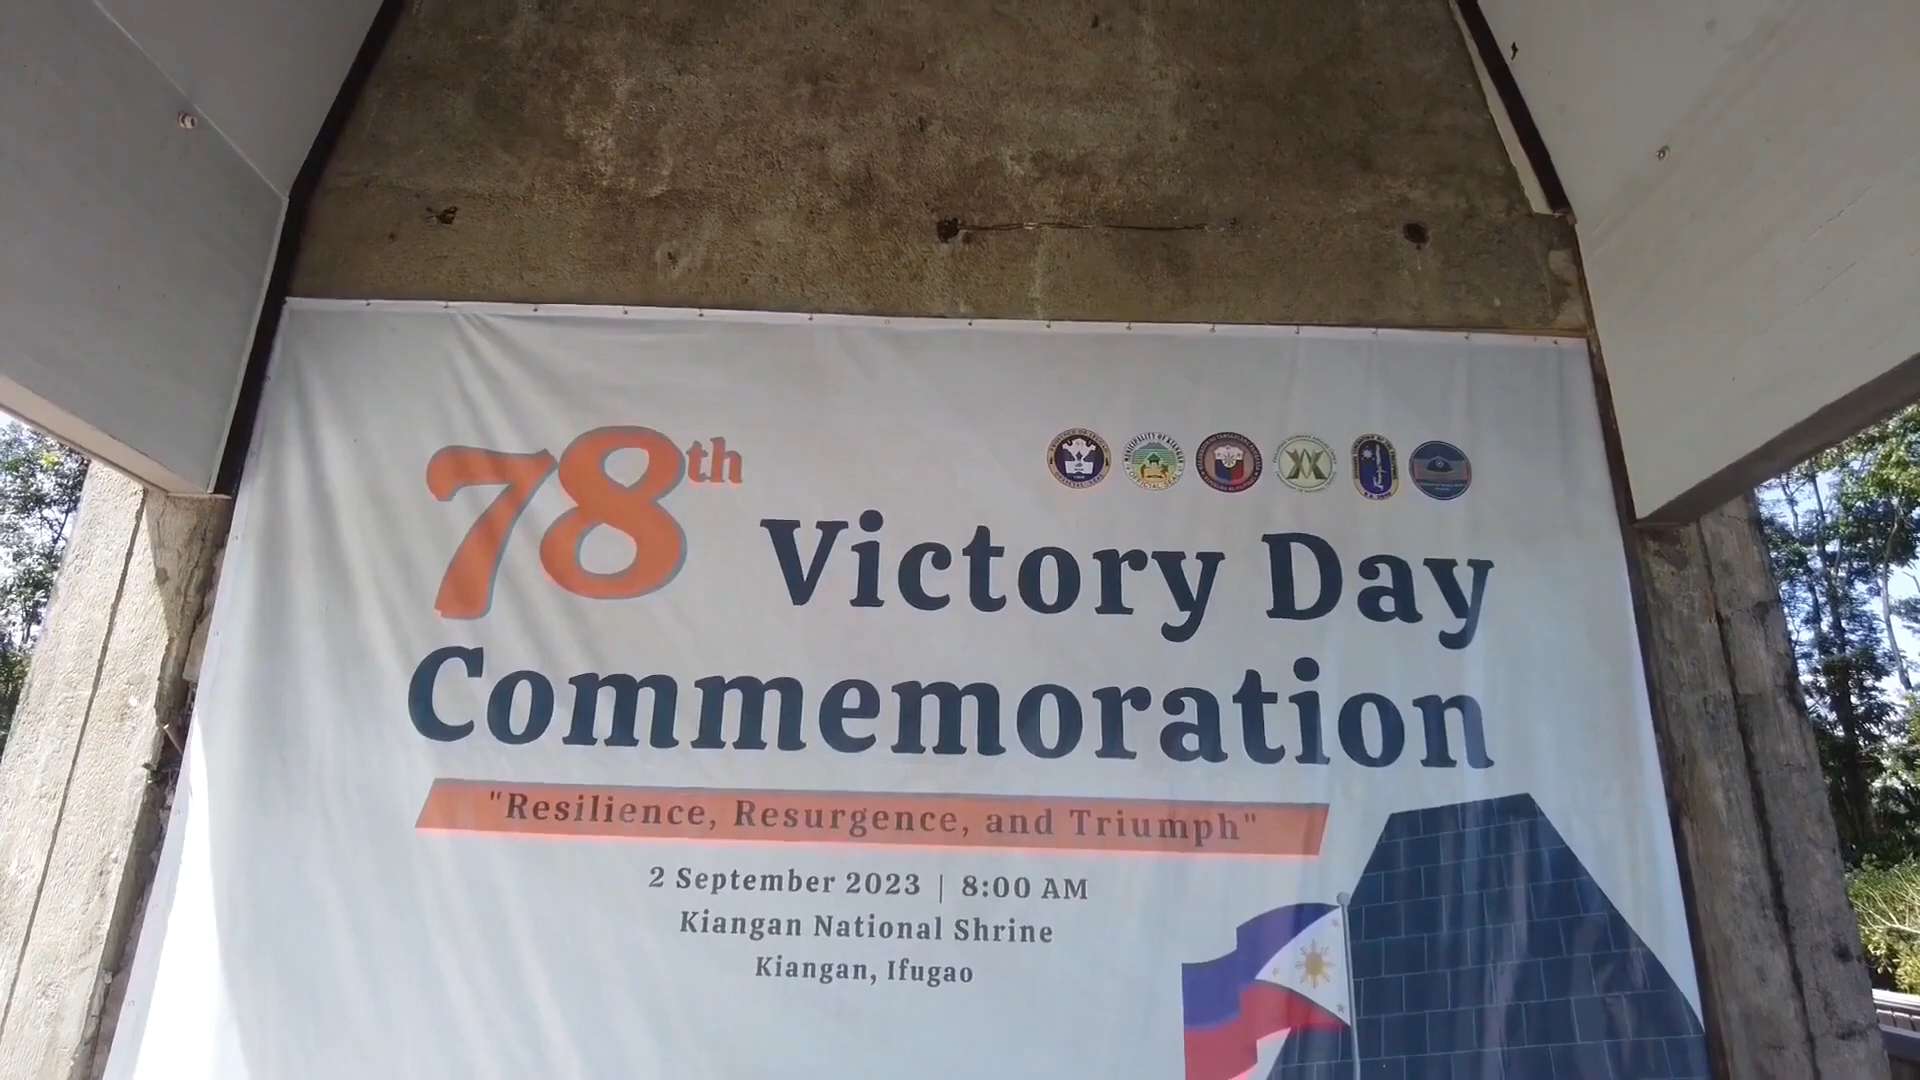 78th Victory Day
Commemoration
"Resilience, Resurgence, and Triumph"
2 September 2023 | 8:00 AM
Kiangan National Shrine
Kiangan, Ifugao